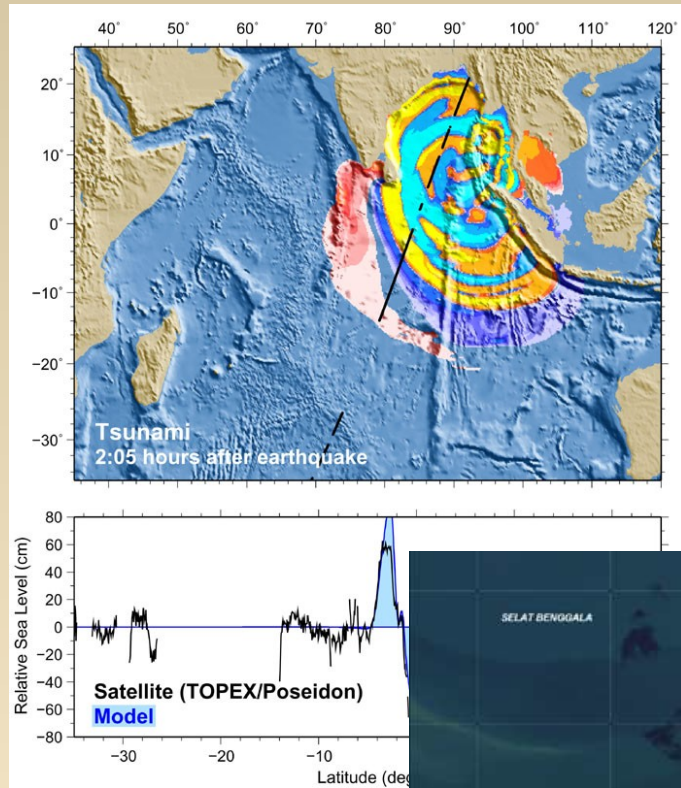 40° 50° 60° 70° 80° 90° 100° 110° 120°
20°
10°
0°
−10°
−20°
−30°
Tsunami
2:05 hours after earthquake
80
60
40
20
0
−20
−40
−60
−80
Relative Sea Level (cm)
SELAT BENGGALA
Satellite (TOPEX/Poseidon)
Model
−30 −20 −10
Latitude